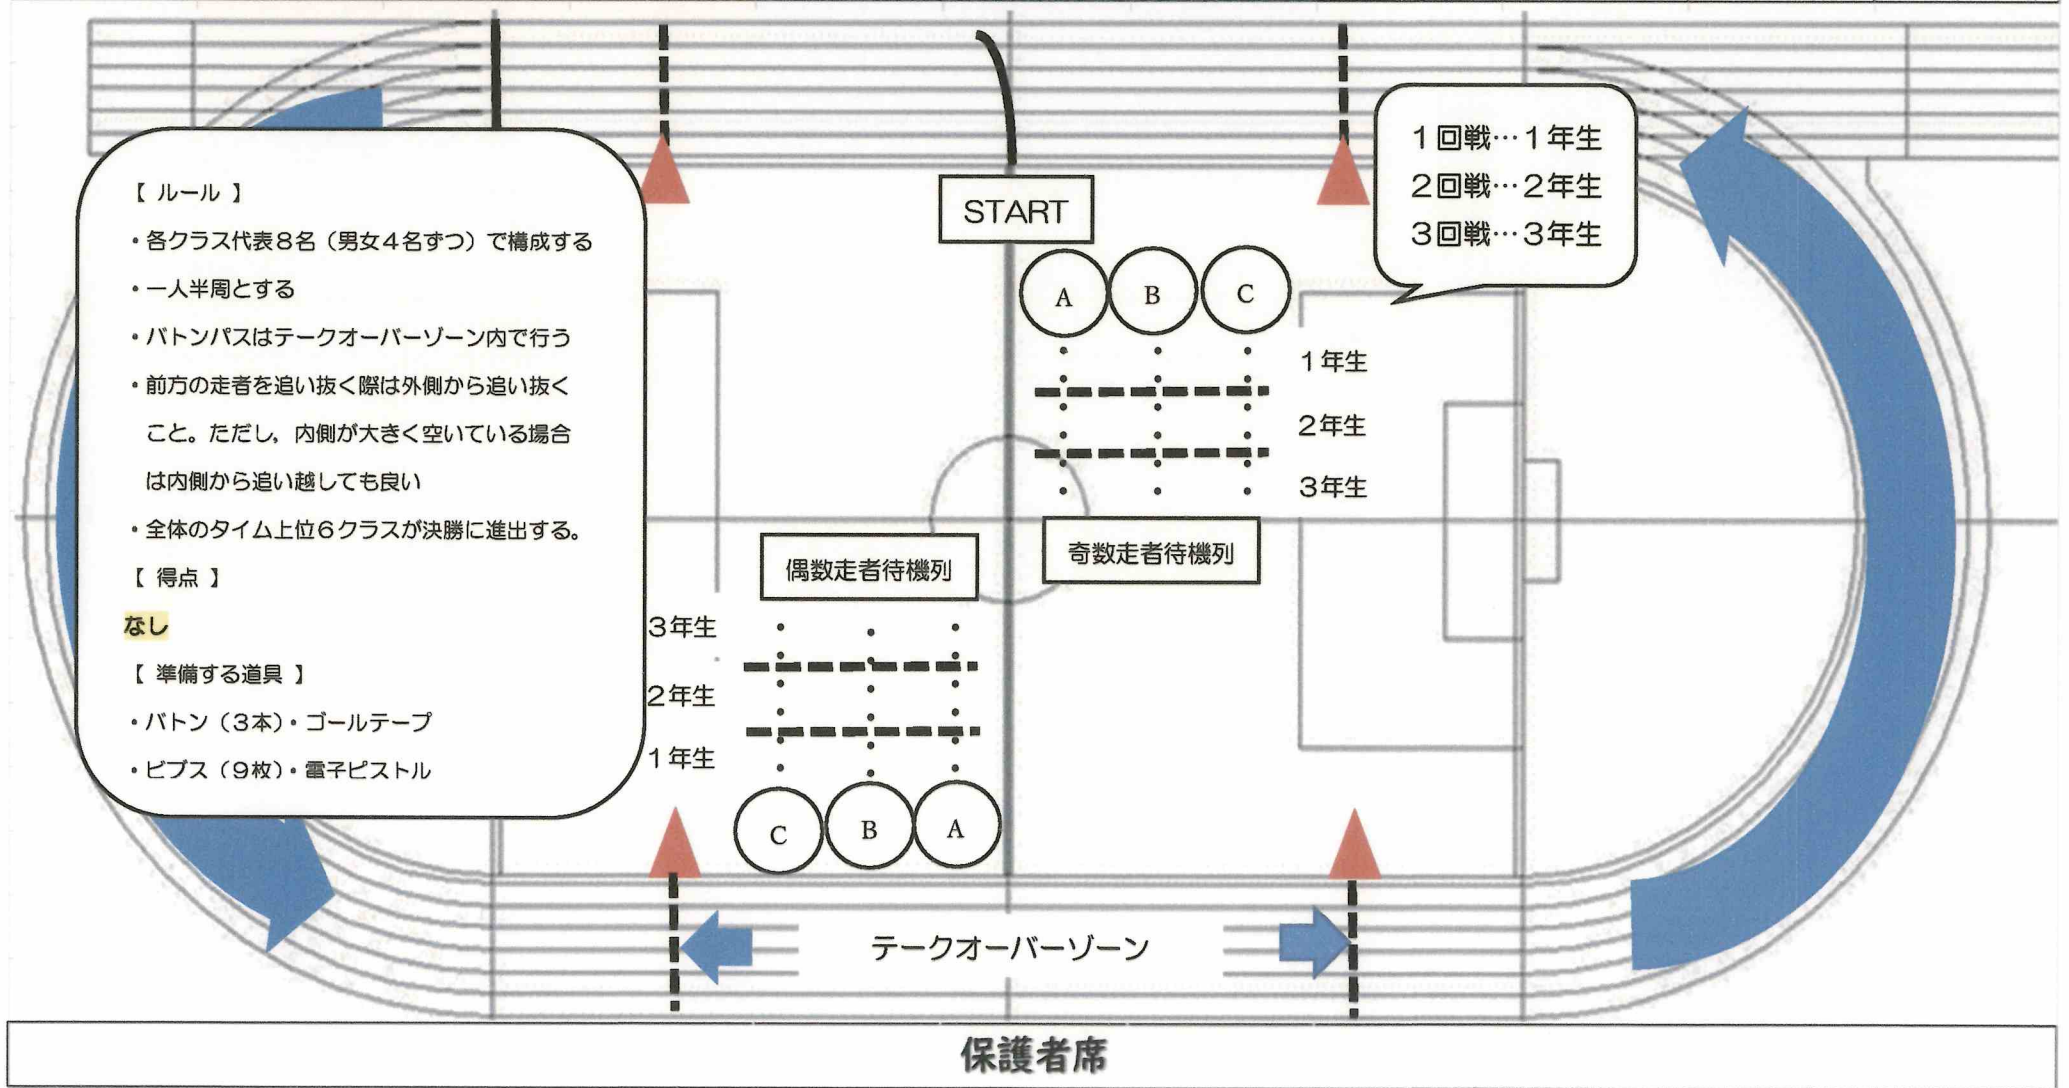 【 ルール 】
・各クラス代表８名（男女４名ずつ）で構成する
・一人半周とする
・バトンパスはテークオーバーゾーン内で行う
・前方の走者を追い抜く際は外側から追い抜く
こと。ただし，内側が大きく空いている場合
は内側から追い越しても良い
・全体のタイム上位６クラスが決勝に進出する。
【 得点 】
なし
【 準備する道具 】
・バトン（３本）・ゴールテープ
・ビブス（９枚）・電子ピストル
START
１回戦…１年生
２回戦…２年生
３回戦…３年生
A B C
１年生
２年生
３年生
奇数走者待機列
偶数走者待機列
３年生
２年生
１年生
C B A
テークオーバーゾーン
保護者席